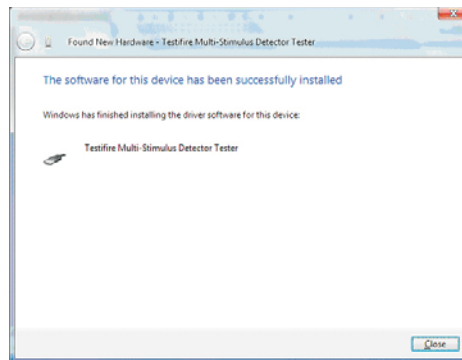 Found New Hardware - Testifire Multi-Stimulus Detector Tester
The software for this device has been successfully installed
Windows has finished installing the driver software for this device:
Testifire Multi-Stimulus Detector Tester
Close